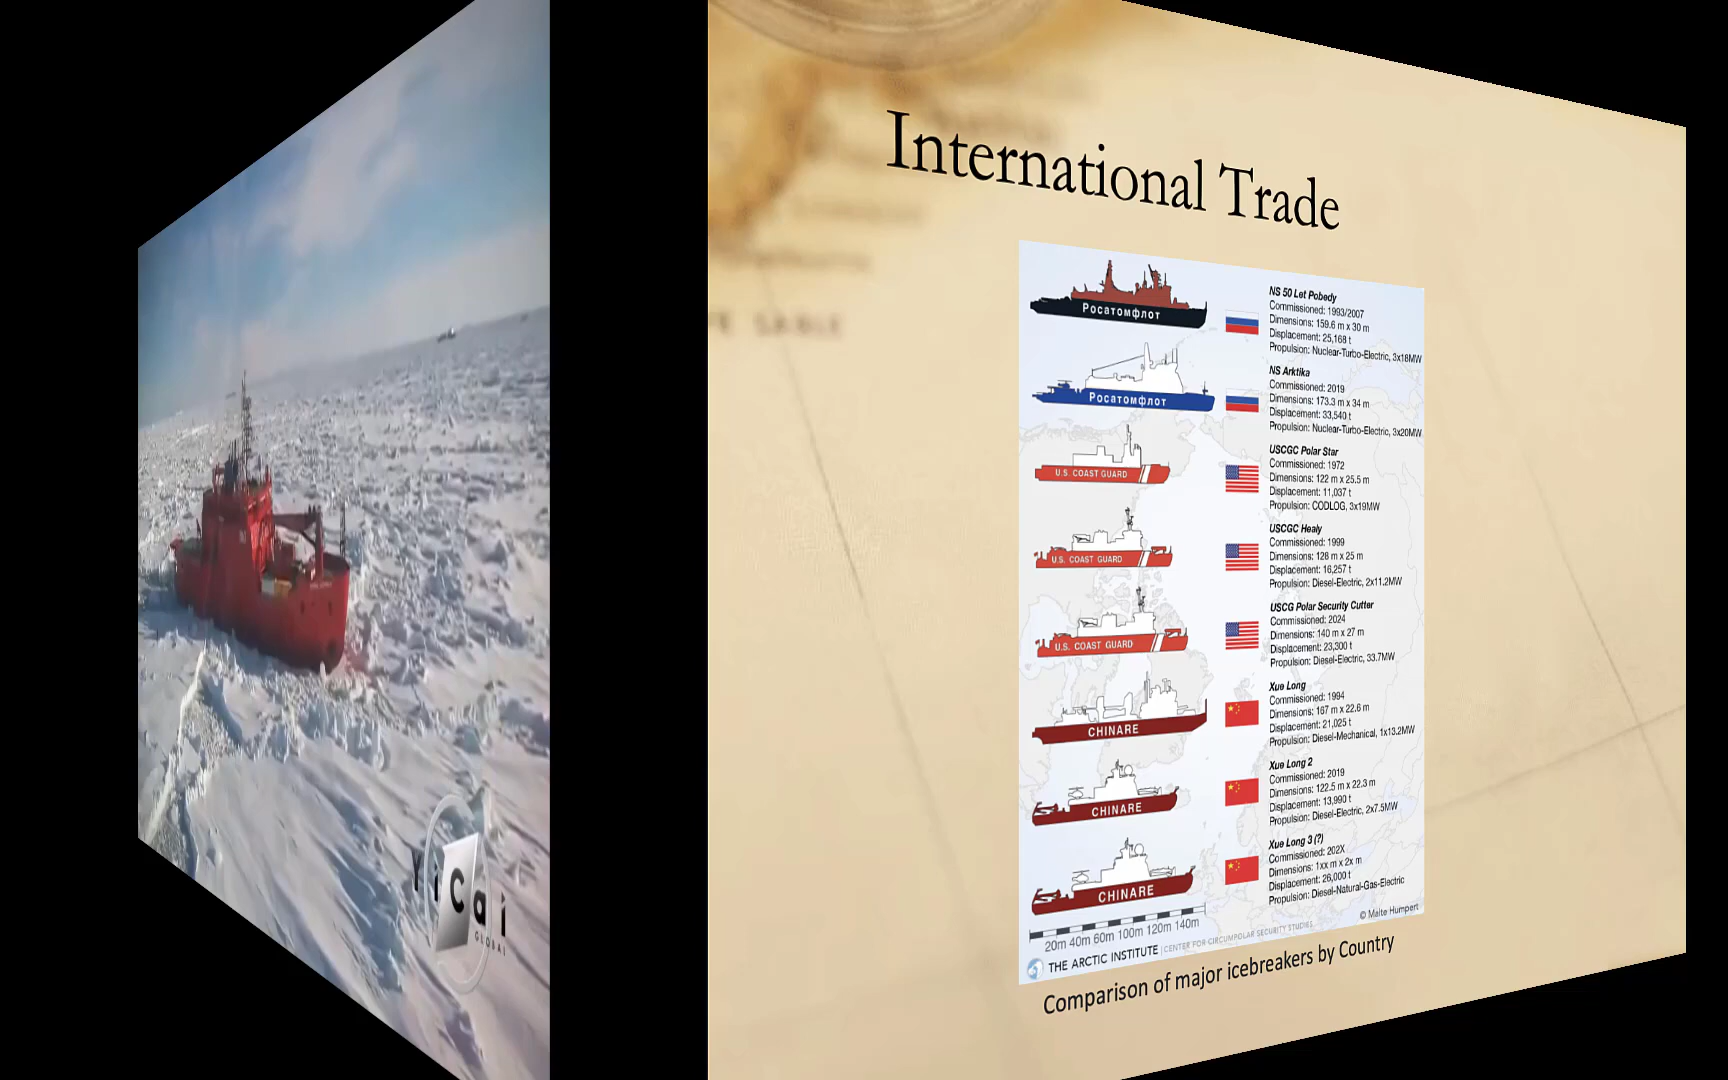 YiCai
GLOBAL
International Trade
Росатомфлот
NS 50 Let Pobedy
Commissioned: 1993/2007
Dimensions: 159.6 m x 30 m
Displacement: 25,168 t
Propulsion: Nuclear-Turbo-Electric, 3x18MW
Росатомфлот
NS Arktika
Commissioned: 2019
Dimensions: 173.3 m x 34 m
Displacement: 33,540 t
Propulsion: Nuclear-Turbo-Electric, 3x20MW
U.S. COAST GUARD
USCGC Polar Star
Commissioned: 1972
Dimensions: 122 m x 25.5 m
Displacement: 11,037 t
Propulsion: CODLOG, 3x19MW
U.S. COAST GUARD
USCGC Healy
Commissioned: 1999
Dimensions: 128 m x 25 m
Displacement: 16,257 t
Propulsion: Diesel-Electric, 2x11.2MW
U.S. COAST GUARD
USCG Polar Security Cutter
Commissioned: 2024
Dimensions: 140 m x 27 m
Displacement: 23,300 t
Propulsion: Diesel-Electric, 33.7MW
CHINARE
Xue Long
Commissioned: 1994
Dimensions: 167 m x 22.6 m
Displacement: 21,025 t
Propulsion: Diesel-Mechanical, 1x13.2MW
CHINARE
Xue Long 2
Commissioned: 2019
Dimensions: 122.5 m x 22.3 m
Displacement: 13,990 t
Propulsion: Diesel-Electric, 2x7.5MW
CHINARE
Xue Long 3 (?)
Commissioned: 202X
Dimensions: 1xx m x 2x m
Displacement: 26,000 t
Propulsion: Diesel-Natural-Gas-Electric
20m 40m 60m 100m 120m 140m
© Malte Humpert
THE ARCTIC INSTITUTE | CENTER FOR CIRCUMPOLAR SECURITY STUDIES
Comparison of major icebreakers by Country